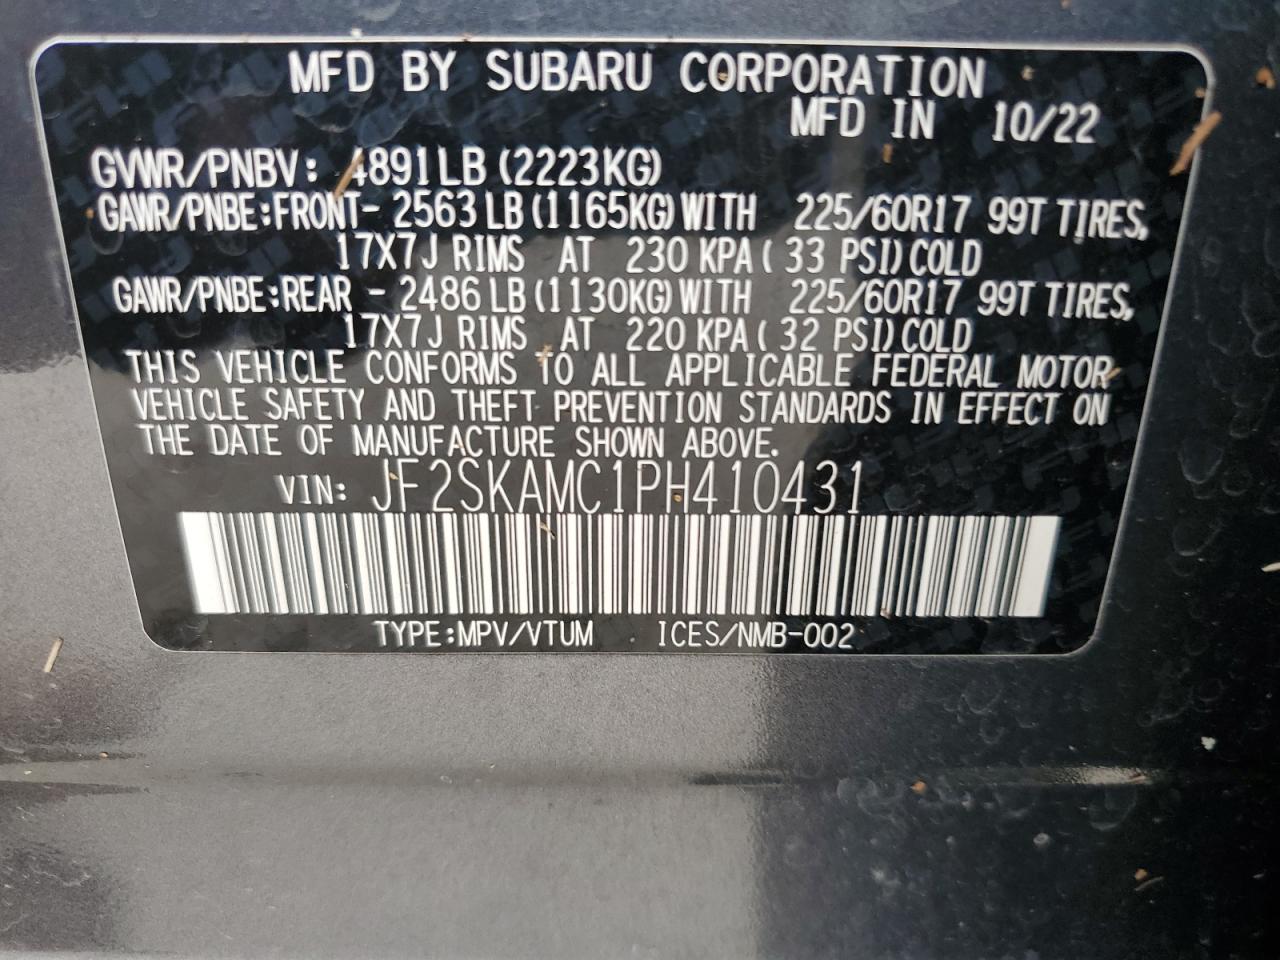 MFD BY SUBARU CORPORATION
MFD IN 10/22
GVWR/PNBV: 4891LB (2223KG)
GAWR/PNBE:FRONT- 2563LB(1165KG)WITH 225/60R17 99T TIRES,
17X7J RIMS AT 230 KPA( 33 PSI)COLD
GAWR/PNBE:REAR - 2486LB(1130KG)WITH 225/60R17 99T TIRES,
17X7J RIMS AT 220 KPA( 32 PSI)COLD
THIS VEHICLE CONFORMS TO ALL APPLICABLE FEDERAL MOTOR
VEHICLE SAFETY AND THEFT PREVENTION STANDARDS IN EFFECT ON
THE DATE OF MANUFACTURE SHOWN ABOVE.
VIN: JF2SKAMC1PH410431
TYPE:MPV/VTUM ICES/NMB-002